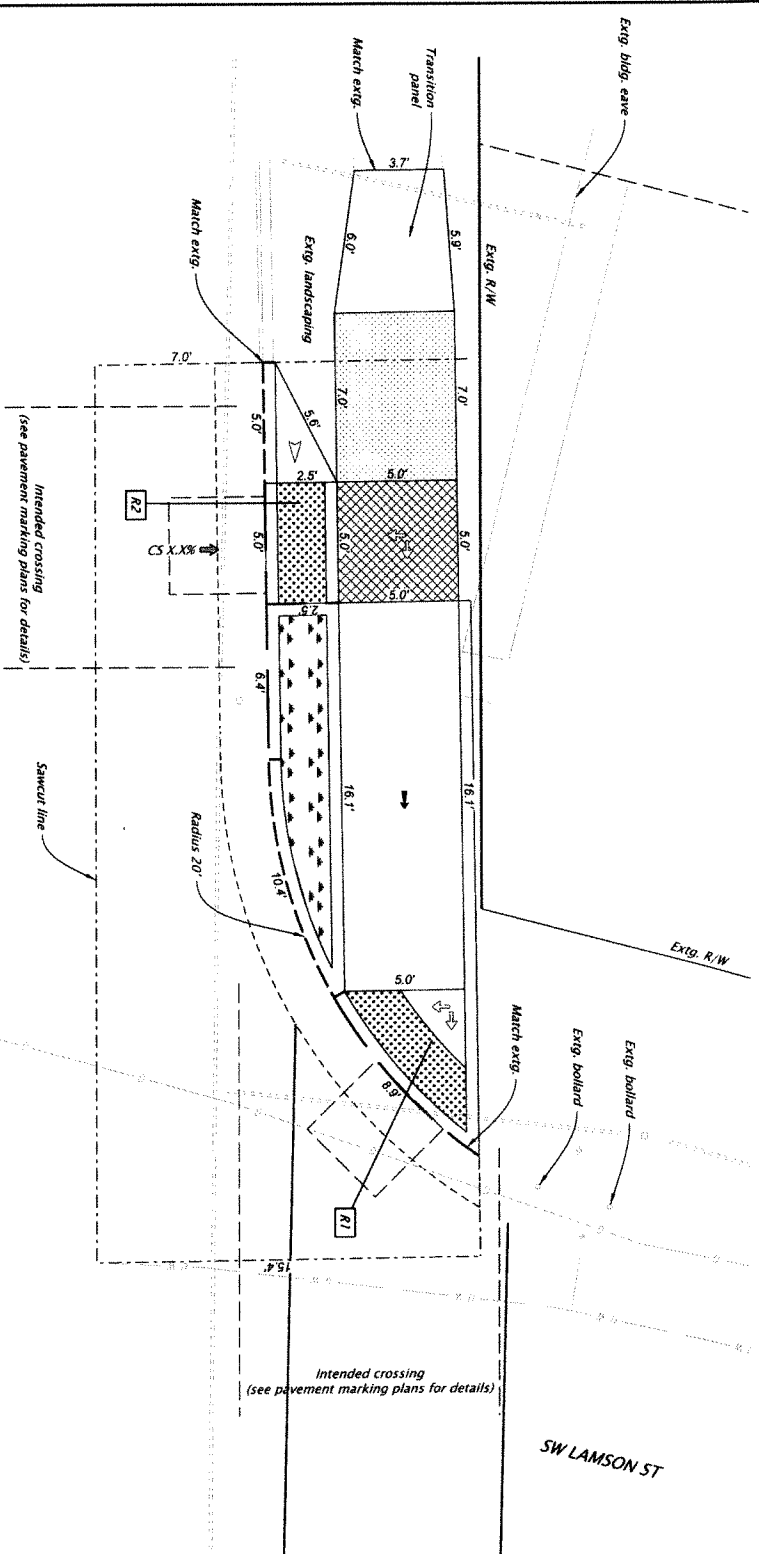 Extg. bldg. eave
Transition
panel
Match extg.
3.7'
6.0'
5.9'
Extg. R/W
Match extg.
Extg. landscaping
7.0'
7.0'
7.0'
5.0'
5.6'
2.5'
5.0'
R2
5.0'
5.0'
5.0'
CS X.X%
5.0'
2.5'
Intended crossing
(see pavement marking plans for details)
6.4'
16.1'
16.1'
Sawcut line
Radius 20'
10.4'
Extg. R/W
5.0'
Match extg.
Extg. bollard
Extg. bollard
8.9'
R1
15.4'
Intended crossing
(see pavement marking plans for details)
SW LAMSON ST